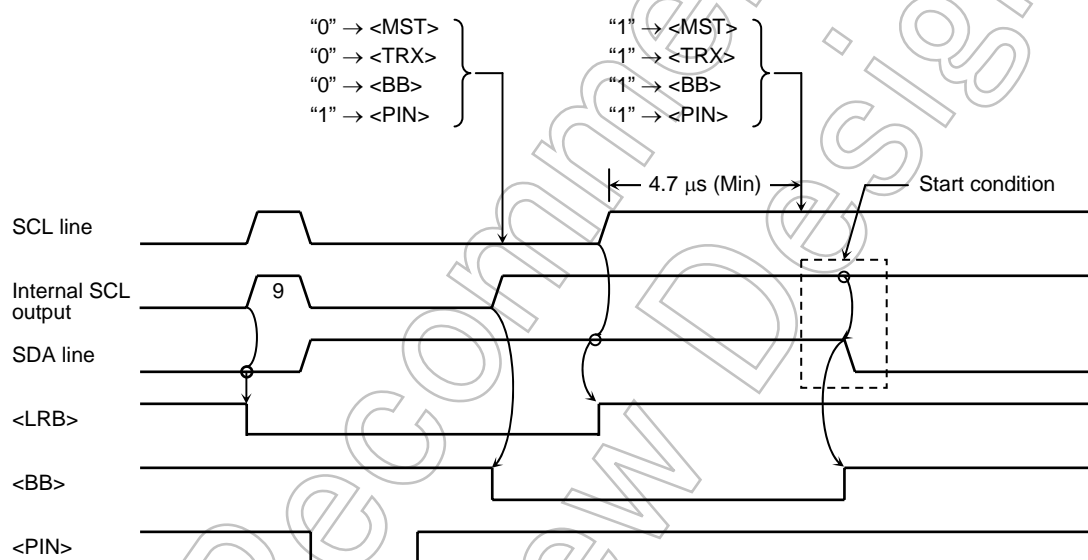 “0” → <MST>
“0” → <TRX>
“0” → <BB>
“1” → <PIN>
“1” → <MST>
“1” → <TRX>
“1” → <BB>
“1” → <PIN>
4.7 μs (Min)
Start condition
SCL line
Internal SCL
output
9
SDA line
<LRB>
<BB>
<PIN>